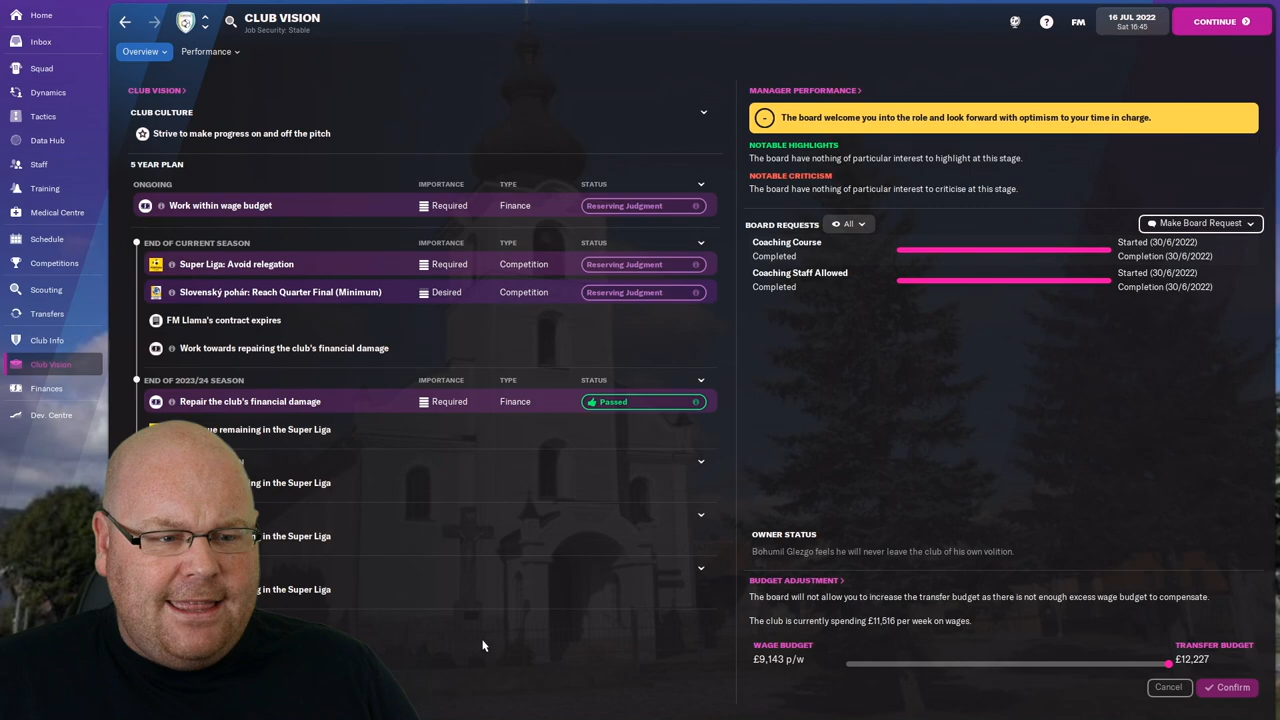 Home
Inbox
Squad
Dynamics
Tactics
Data Hub
Staff
Training
Medical Centre
Schedule
Competitions
Scouting
Transfers
Club Info
Club Vision
Finances
Dev. Centre
CLUB VISION
Job Security: Stable
FM
16 JUL 2022
Sat 16:45
CONTINUE
Overview
Performance
CLUB VISION
CLUB CULTURE
Strive to make progress on and off the pitch
5 YEAR PLAN
ONGOING IMPORTANCE TYPE STATUS
Work within wage budget Required Finance Reserving Judgment
END OF CURRENT SEASON IMPORTANCE TYPE STATUS
Super Liga: Avoid relegation Required Competition Reserving Judgment
Slovenský pohár: Reach Quarter Final (Minimum) Desired Competition Reserving Judgment
FM Llama's contract expires
Work towards repairing the club's financial damage
END OF 2023/24 SEASON IMPORTANCE TYPE STATUS
Repair the club's financial damage Required Finance Passed
remaining in the Super Liga
in the Super Liga
in the Super Liga
in the Super Liga
MANAGER PERFORMANCE
The board welcome you into the role and look forward with optimism to your time in charge.
NOTABLE HIGHLIGHTS
The board have nothing of particular interest to highlight at this stage.
NOTABLE CRITICISM
The board have nothing of particular interest to criticise at this stage.
BOARD REQUESTS All Make Board Request
Coaching Course Started (30/6/2022)
Completed Completion (30/6/2022)
Coaching Staff Allowed Started (30/6/2022)
Completed Completion (30/6/2022)
OWNER STATUS
Bohumil Glezgo feels he will never leave the club of his own volition.
BUDGET ADJUSTMENT
The board will not allow you to increase the transfer budget as there is not enough excess wage budget to compensate.
The club is currently spending £11,516 per week on wages.
WAGE BUDGET TRANSFER BUDGET
£9,143 p/w £12,227
Cancel Confirm